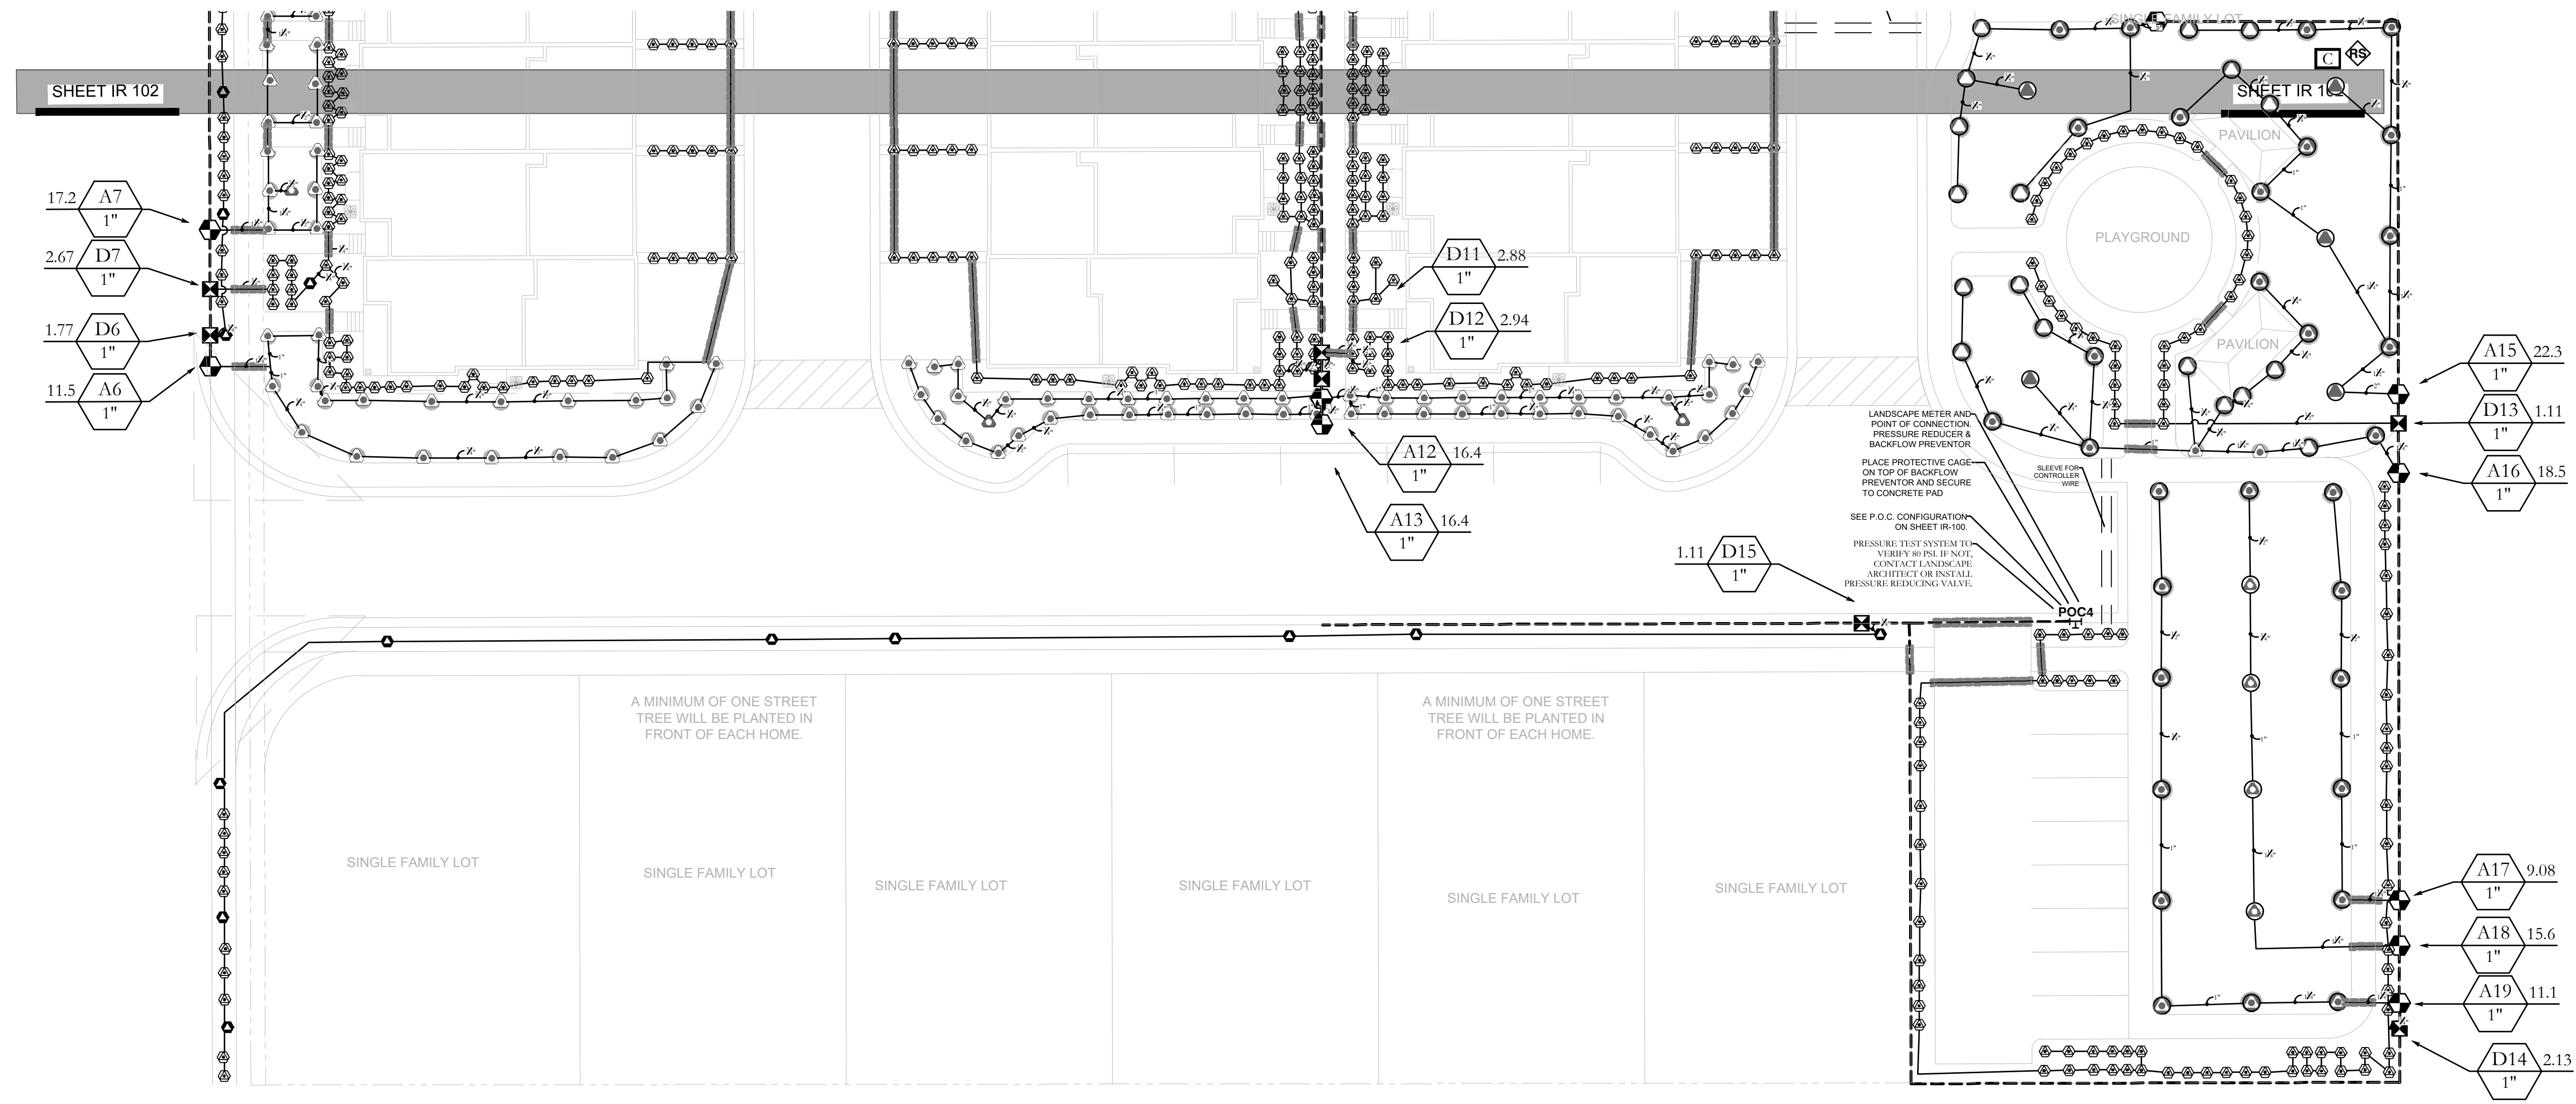 SINGLE FAMILY LOT
C
RS
SHEET IR 102
SHEET IR 10
PAVILION
17.2
A7
1"
2.67
D7
1"
1.77
D6
1"
11.5
A6
1"
PLAYGROUND
PAVILION
D11
2.88
1"
D12
2.94
1"
A12
16.4
1"
A13
16.4
1"
A15
22.3
1"
D13
1.11
1"
A16
18.5
1"
LANDSCAPE METER AND
POINT OF CONNECTION.
PRESSURE REDUCER &
BACKFLOW PREVENTOR
PLACE PROTECTIVE CAGE
ON TOP OF BACKFLOW
PREVENTOR AND SECURE
TO CONCRETE PAD
SLEEVE FOR
CONTROLLER
WIRE
SEE P.O.C. CONFIGURATION
ON SHEET IR-100.
PRESSURE TEST SYSTEM TO
VERIFY 80 PSI. IF NOT,
CONTACT LANDSCAPE
ARCHITECT OR INSTALL
PRESSURE REDUCING VALVE.
1.11
D15
1"
POC4
A MINIMUM OF ONE STREET
TREE WILL BE PLANTED IN
FRONT OF EACH HOME.
A MINIMUM OF ONE STREET
TREE WILL BE PLANTED IN
FRONT OF EACH HOME.
SINGLE FAMILY LOT
SINGLE FAMILY LOT
SINGLE FAMILY LOT
SINGLE FAMILY LOT
SINGLE FAMILY LOT
SINGLE FAMILY LOT
A17
9.08
1"
A18
15.6
1"
A19
11.1
1"
D14
2.13
1"